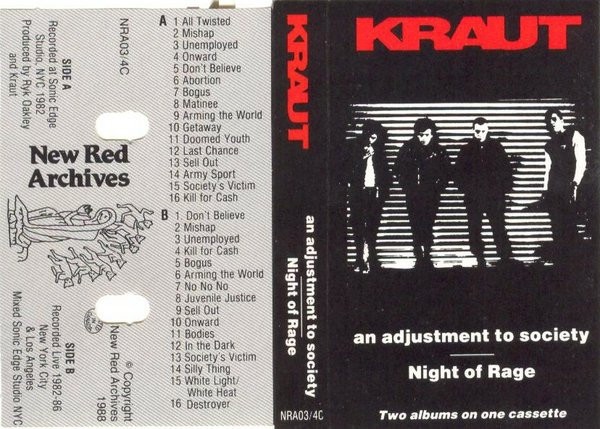 NRA03/4C
SIDE A
Recorded at Sonic Edge
Studio, NYC 1982
Produced by Ryk Oakley
and Kraut
New Red
Archives
SIDE B
Recorded Live 1982-86
New York City
& Los Angeles
Mixed Sonic Edge Studio NYC
© Copyright
New Red Archives
1988
A 1 All Twisted
2 Mishap
3 Unemployed
4 Onward
5 Don't Believe
6 Abortion
7 Bogus
8 Matinee
9 Arming the World
10 Getaway
11 Doomed Youth
12 Last Chance
13 Sell Out
14 Army Sport
15 Society's Victim
16 Kill for Cash
B 1. Don't Believe
2 Mishap
3 Unemployed
4 Kill for Cash
5 Bogus
6 Arming the World
7 No No No
8 Juvenile Justice
9 Sell Out
10 Onward
11 Bodies
12 In the Dark
13 Society's Victim
14 Silly Thing
15 White Light/
White Heat
16 Destroyer
KRAUT
an adjustment to society
Night of Rage
NRA03/4C
KRAUT
an adjustment to society
Night of Rage
Two albums on one cassette